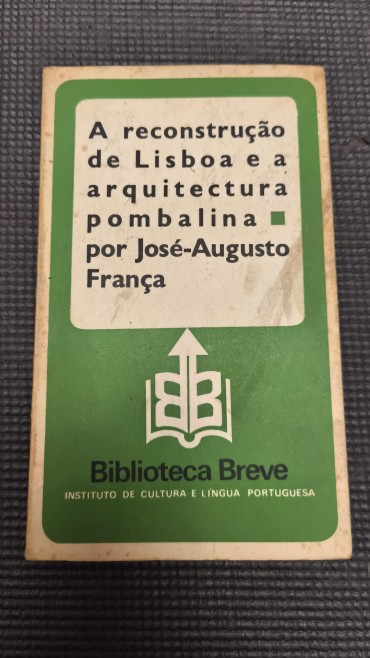 A reconstrução
de Lisboa e a
arquitectura
pombalina
por José-Augusto
França
BB
Biblioteca Breve
INSTITUTO DE CULTURA E LÍNGUA PORTUGUESA